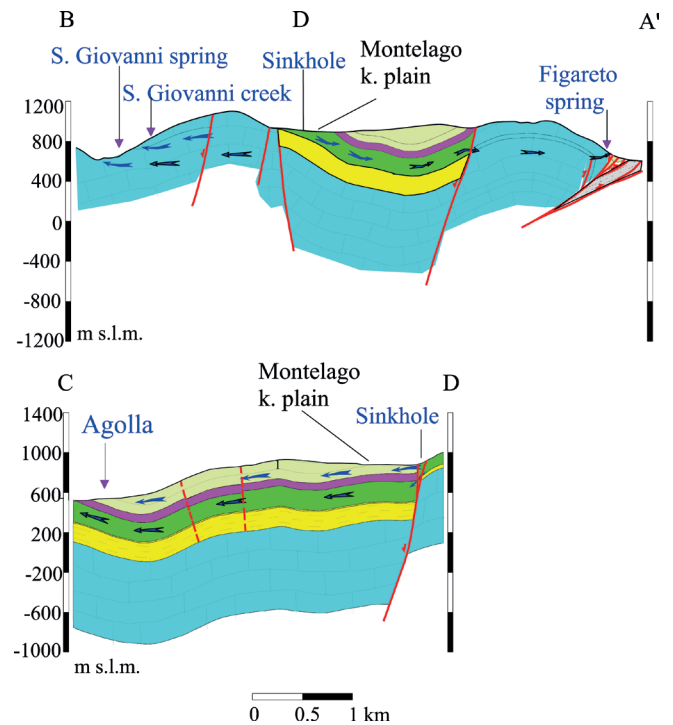 B
D
A'
S. Giovanni spring
S. Giovanni creek
Sinkhole
Montelago
k. plain
Figareto
spring
1200
800
400
0
-400
-800
-1200
m s.l.m.
C
D
Montelago
k. plain
Agolla
Sinkhole
1400
1000
600
200
-200
-600
-1000
m s.l.m.
0 0.5 1 km